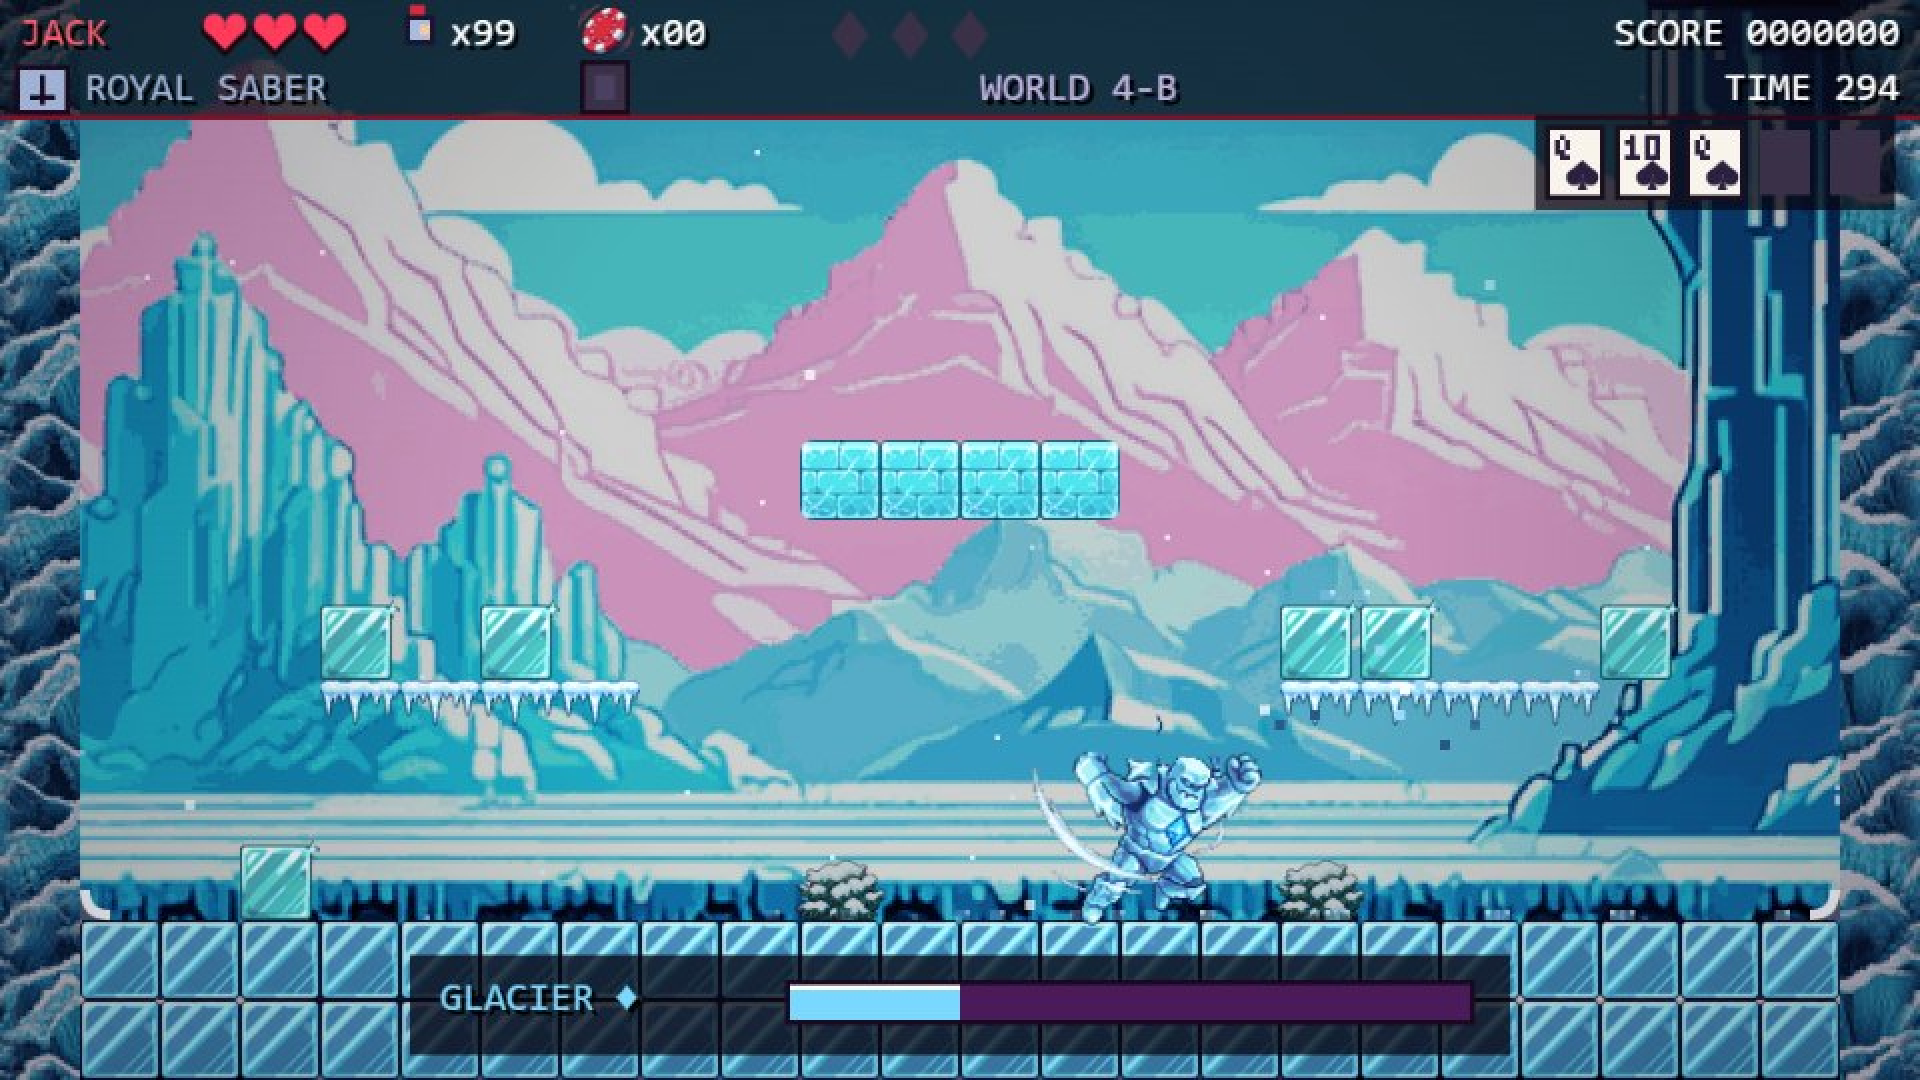 JACK
x99
x00
SCORE 0000000
ROYAL SABER
WORLD 4-B
TIME 294
Q 10 Q
GLACIER